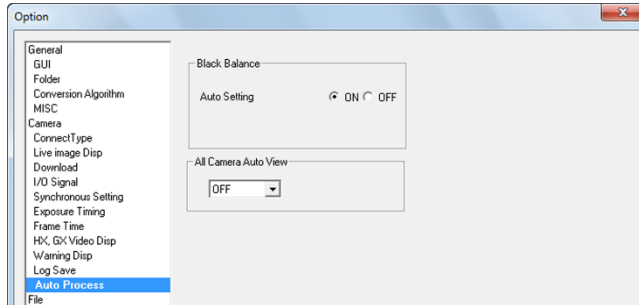 Option
General
GUI
Folder
Conversion Algorithm
MISC
Camera
ConnectType
Live image Disp
Download
I/O Signal
Synchronous Setting
Exposure Timing
Frame Time
HX, GX Video Disp
Warning Disp
Log Save
Auto Process
File
Black Balance
Auto Setting ON OFF
All Camera Auto View
OFF